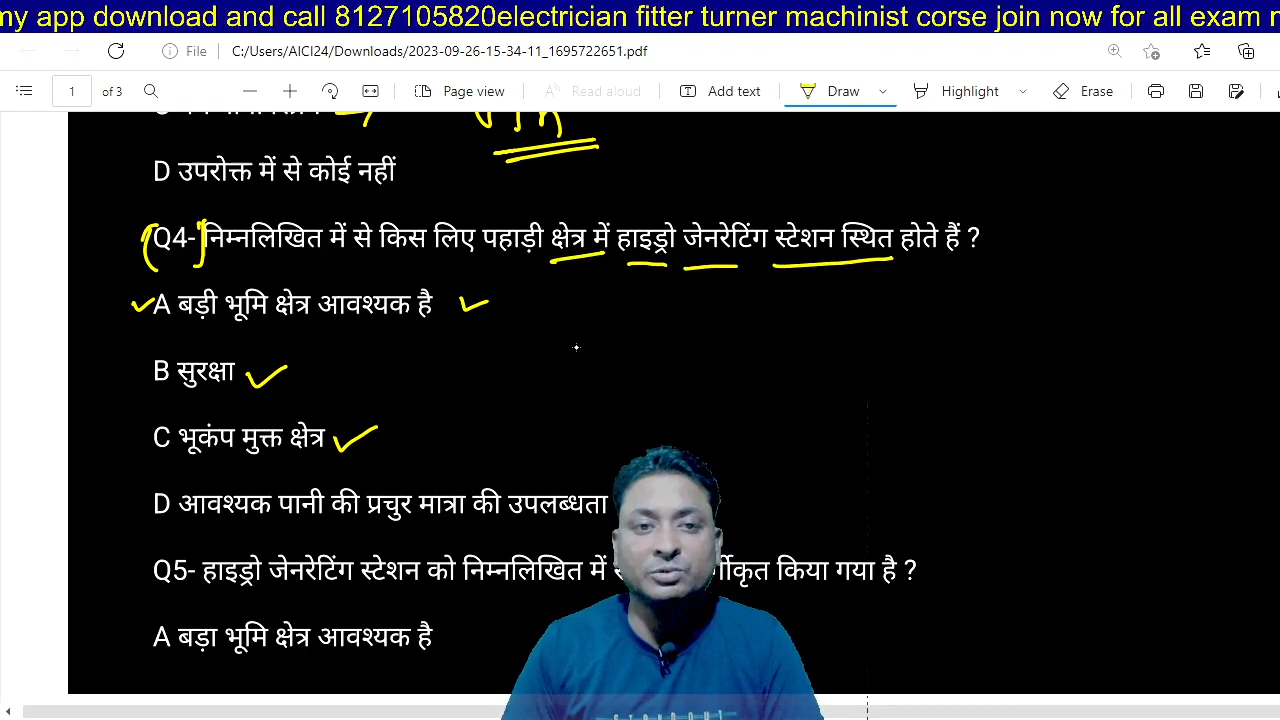 my app download and call 8127105820electrician fitter turner machinist corse join now for all exam
File C:/Users/AICI24/Downloads/2023-09-26-15-34-11_1695722651.pdf
1 of 3 Page view Read aloud Add text Draw Highlight Erase
D उपरोक्त में से कोई नहीं
Q4- निम्नलिखित में से किस लिए पहाड़ी क्षेत्र में हाइड्रो जेनरेटिंग स्टेशन स्थित होते हैं ?
A बड़ी भूमि क्षेत्र आवश्यक है
B सुरक्षा
C भूकंप मुक्त क्षेत्र
D आवश्यक पानी की प्रचुर मात्रा की उपलब्धता
Q5- हाइड्रो जेनरेटिंग स्टेशन को निम्नलिखित में किया गया है ?
A बड़ा भूमि क्षेत्र आवश्यक है